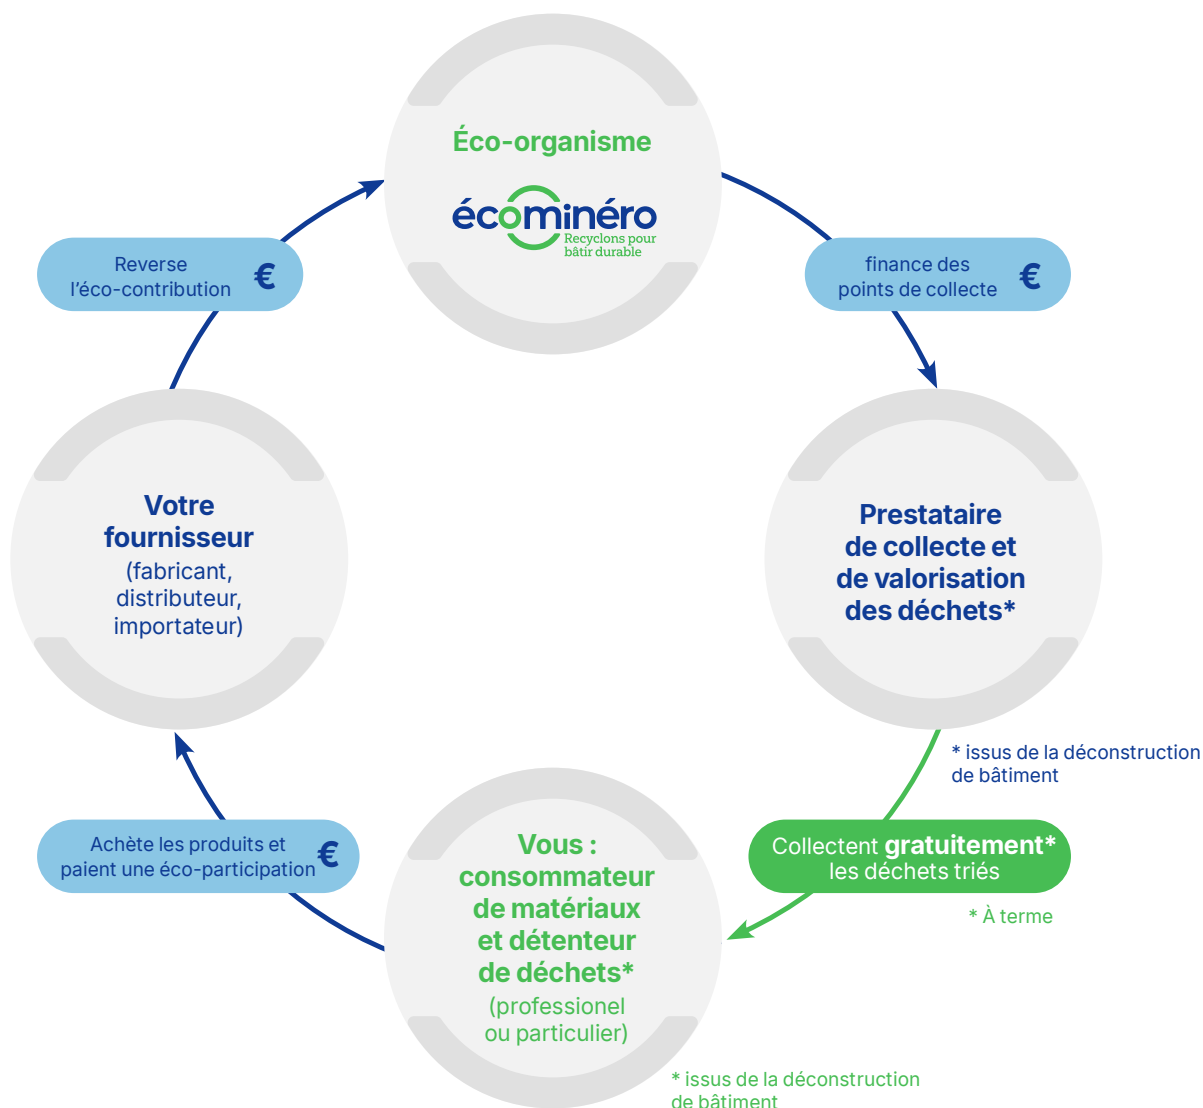 Éco-organisme
écominéro
Recyclons pour
bâtir durable
Reverse
l’éco-contribution €
finance des
points de collecte €
Votre
fournisseur
(fabricant,
distributeur,
importateur)
Prestataire
de collecte et
de valorisation
des déchets*
* issus de la déconstruction
de bâtiment
Achète les produits et
paient une éco-participation €
Collectent gratuitement*
les déchets triés
* À terme
Vous :
consommateur
de matériaux
et détenteur
de déchets*
(professionel
ou particulier)
* issus de la déconstruction
de bâtiment